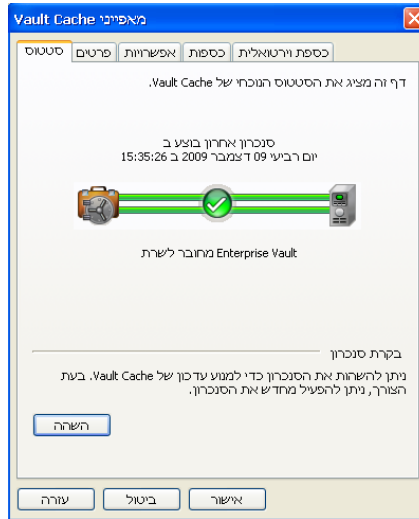 מאפייני Vault Cache
סטטוס
פרטים
אפשרויות
כספות
כספת וירטואלית
דף זה מציג את הסטטוס הנוכחי של Vault Cache.
סנכרון אחרון בוצע ב
יום רביעי 09 דצמבר 2009 ב 15:35:26
Enterprise Vault מחובר לשרת
בקרת סנכרון
ניתן להשהות את הסנכרון כדי למנוע עדכון של Vault Cache. בעת
הצורך, ניתן להפעיל מחדש את הסנכרון.
השהה
אישור
ביטול
עזרה